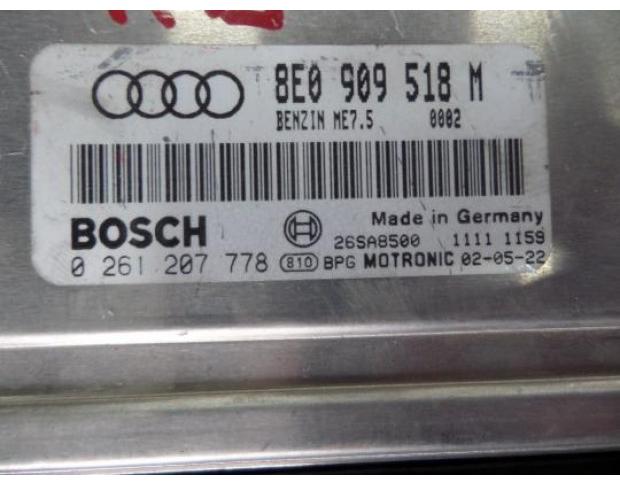 8E0 909 518 M
BENZIN ME7.5 0002
BOSCH
Made in Germany
26SA8500 1111 1159
0 261 207 778 810 BPG MOTRONIC 02-05-22